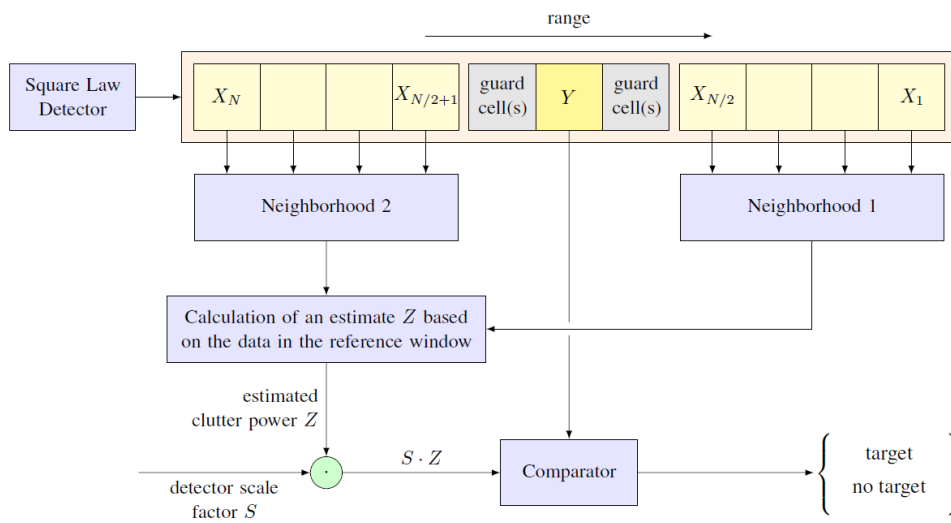 range
Square Law
Detector
X_N
X_{N/2+1}
guard
cell(s)
Y
guard
cell(s)
X_{N/2}
X_1
Neighborhood 2
Neighborhood 1
Calculation of an estimate Z based
on the data in the reference window
estimated
clutter power Z
detector scale
factor S
·
S · Z
Comparator
target
no target